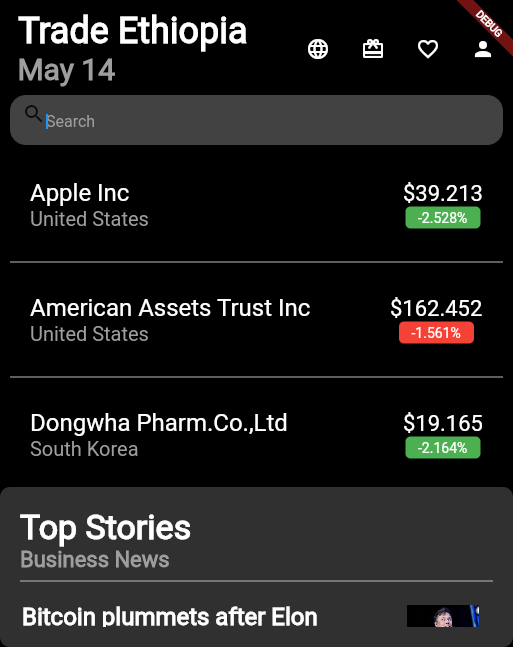 Trade Ethiopia
May 14
DEBUG
Search
Apple Inc
$39.213
United States
-2.528%
American Assets Trust Inc
$162.452
United States
-1.561%
Dongwha Pharm.Co.,Ltd
$19.165
South Korea
-2.164%
Top Stories
Business News
Bitcoin plummets after Elon